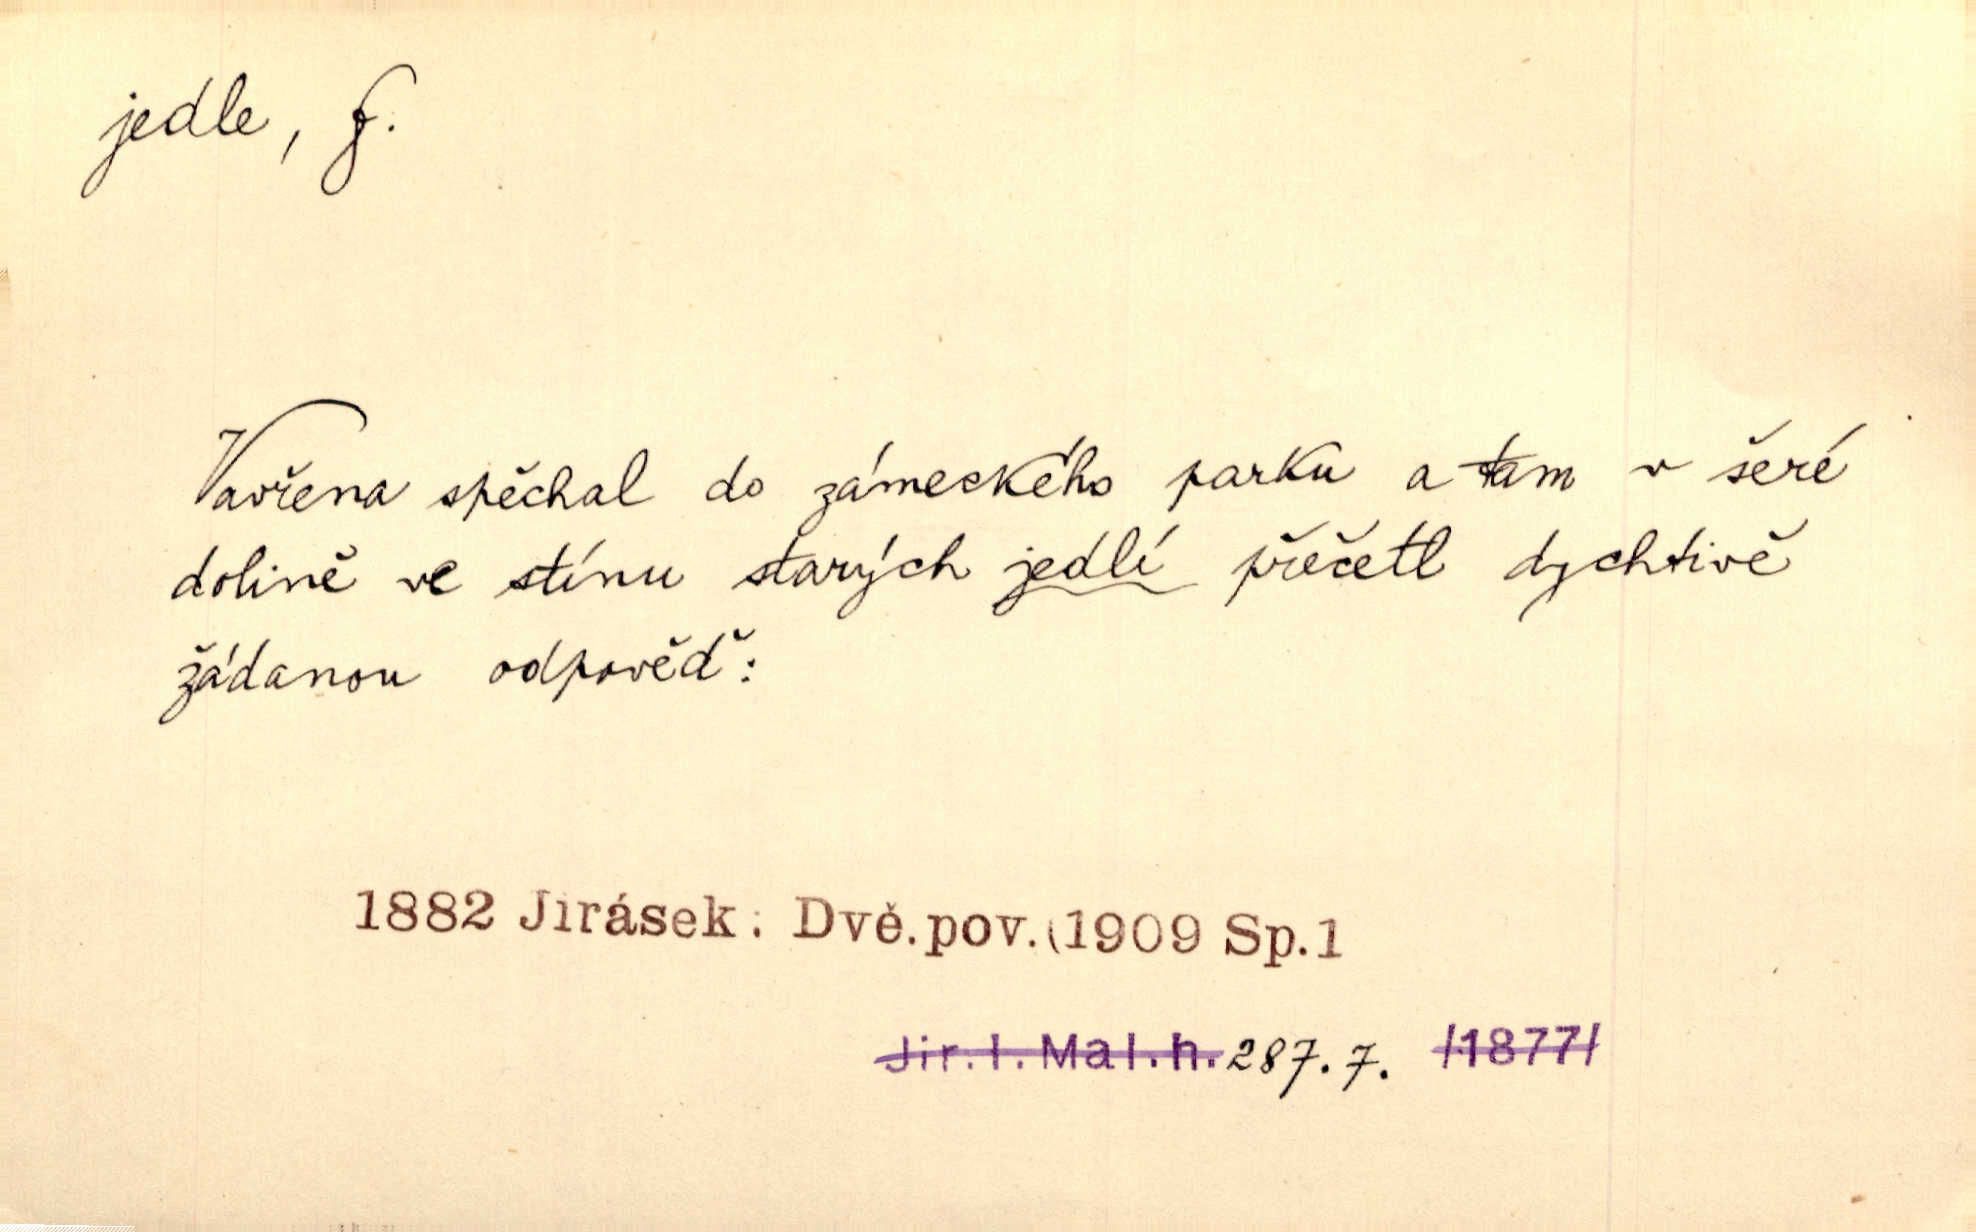 jedle, f.
Vavřena spěchal do zámeckého parku a tam v šeré
dolině ve stínu starých jedlí přečetl dychtivě
žádanou odpověď:
1882 Jirásek: Dvě.pov.(1909 Sp.1
Jir.I.Mal.h. 287.7. /1877/